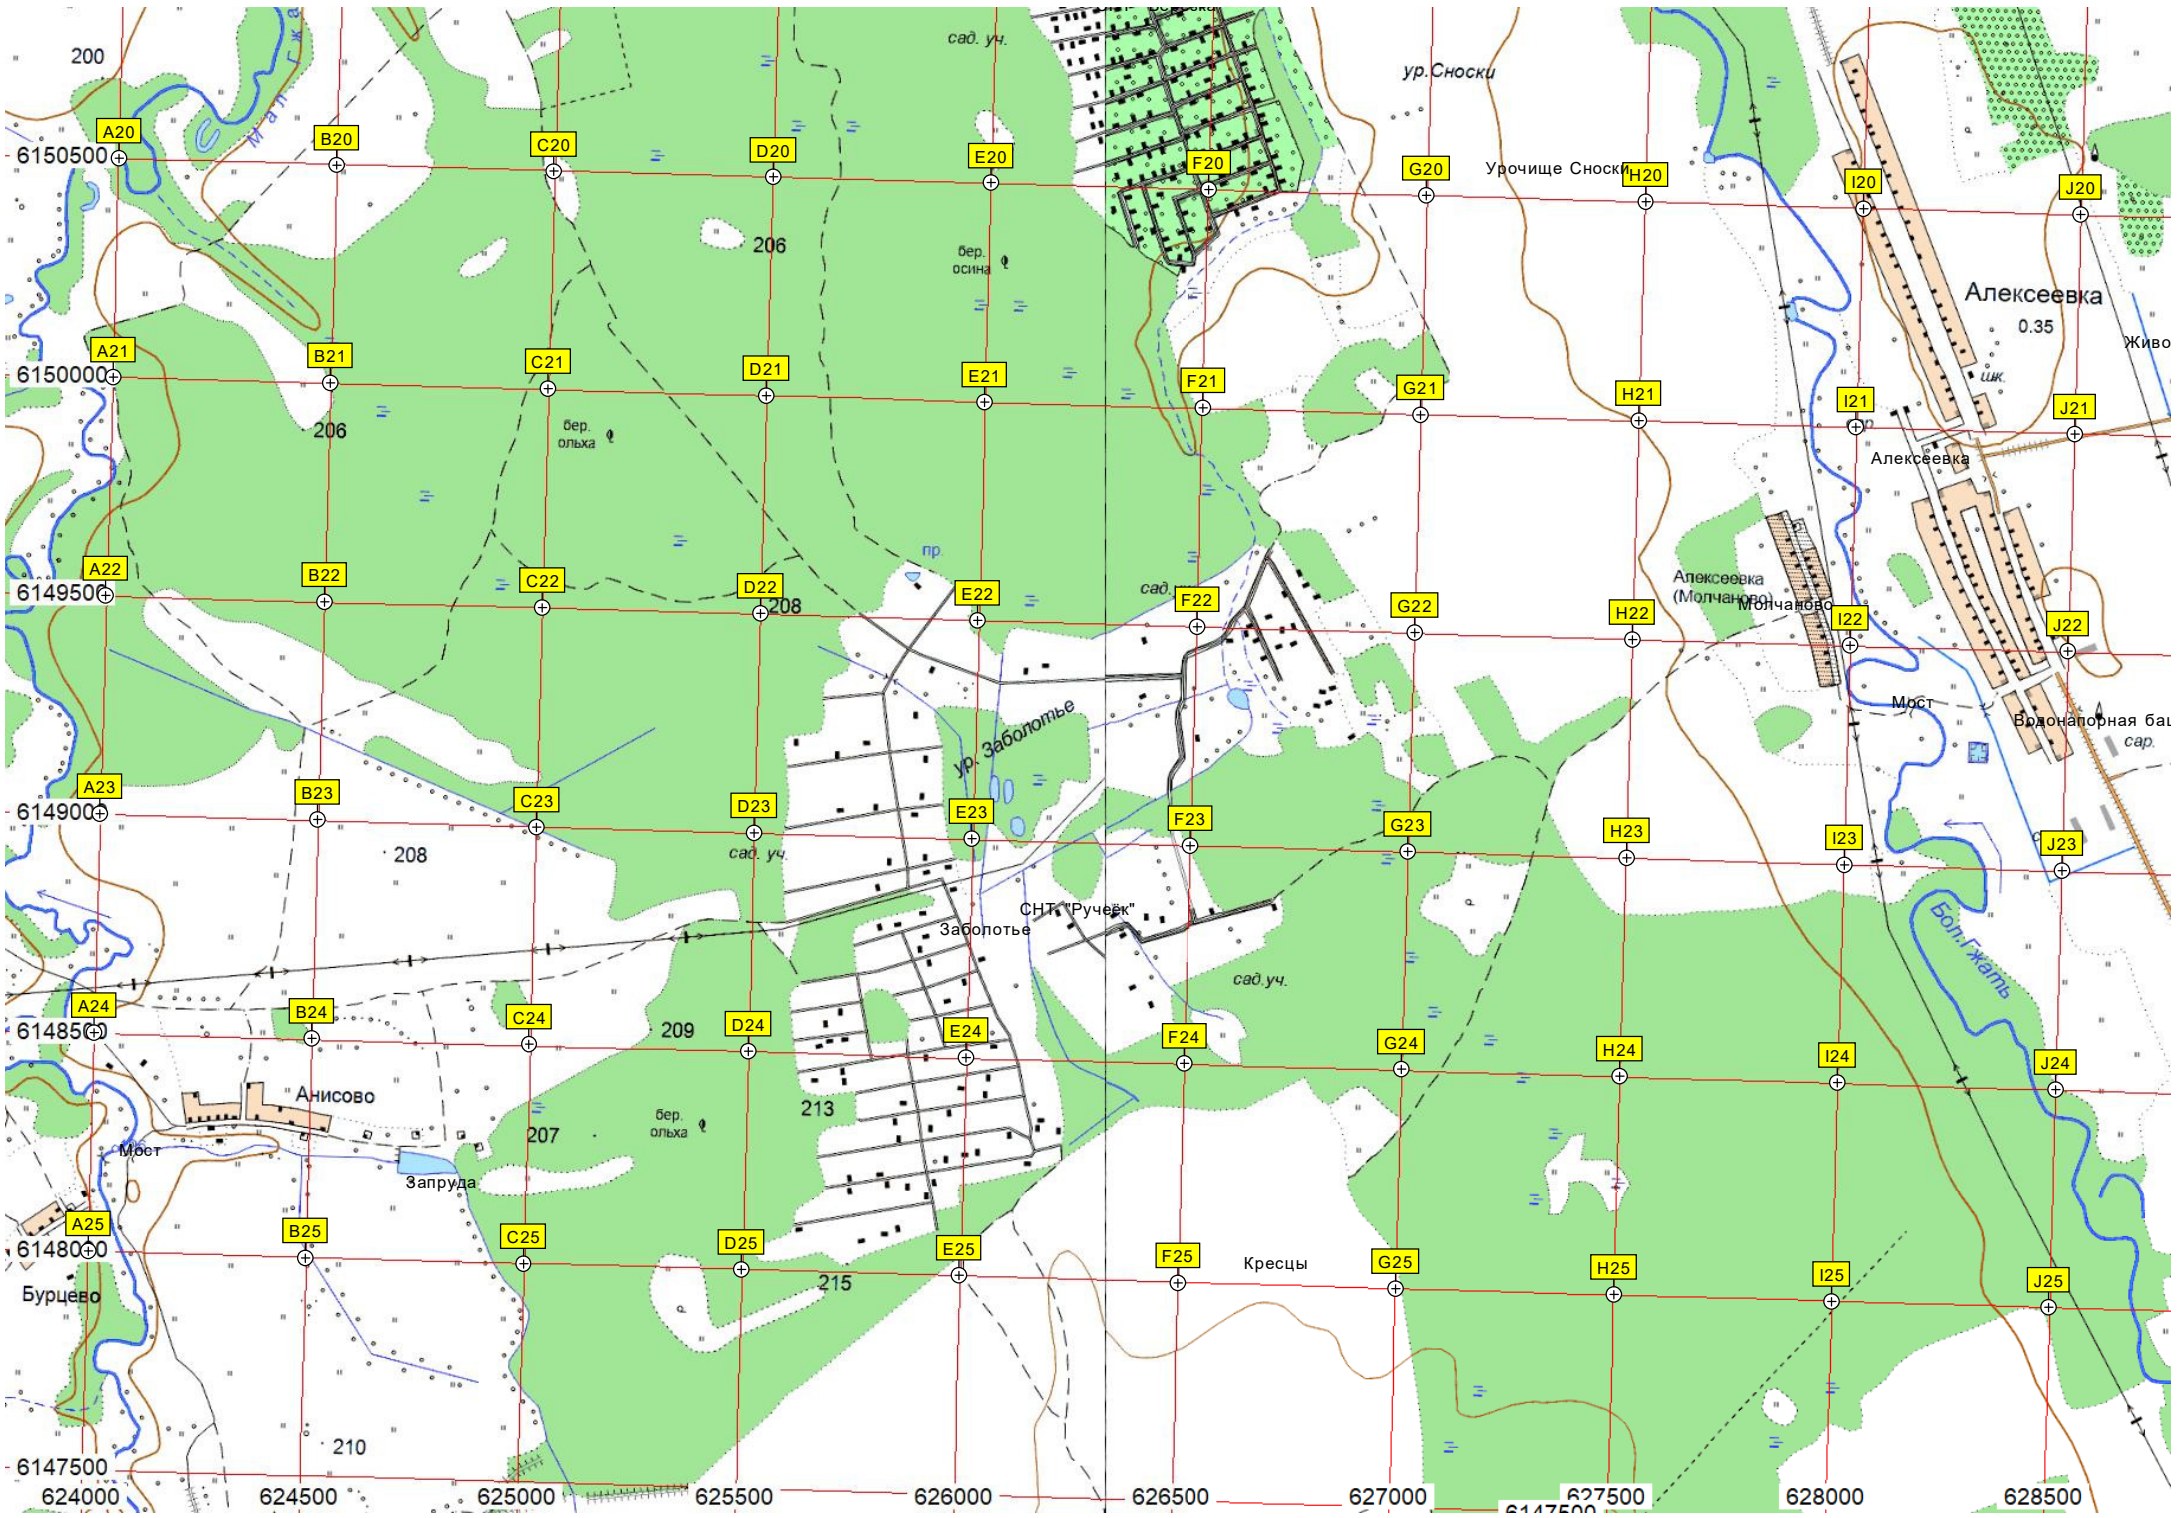 сад. уч.
200
ур.Сноски
A20
B20
C20
D20
E20
F20
G20
Урочище Сноски
H20
I20
J20
6150500
Мал. Гжа
206
бер.
осина
Алексеевка
0.35
Живо
шк.
A21
B21
C21
D21
E21
F21
G21
H21
I21
J21
6150000
206
бер.
ольха
Алексеевка
пр.
A22
B22
C22
D22
E22
F22
G22
H22
I22
J22
6149500
208
сад.
Алексеевка
(Молчаново)
Молчаново
Мост
Водонапорная баш
сар.
ур. Заболотье
A23
B23
C23
D23
E23
F23
G23
H23
I23
J23
6149000
208
сад. уч.
СНТ "Ручеёк"
Заболотье
сад.уч.
Бол.Гжать
A24
B24
C24
D24
E24
F24
G24
H24
I24
J24
6148500
209
Анисово
213
бер.
ольха
207
Мост
Запруда
A25
B25
C25
D25
E25
F25
G25
H25
I25
J25
6148000
Кресцы
215
Бурцево
210
6147500
624000
624500
625000
625500
626000
626500
627000
627500
628000
628500
6147500